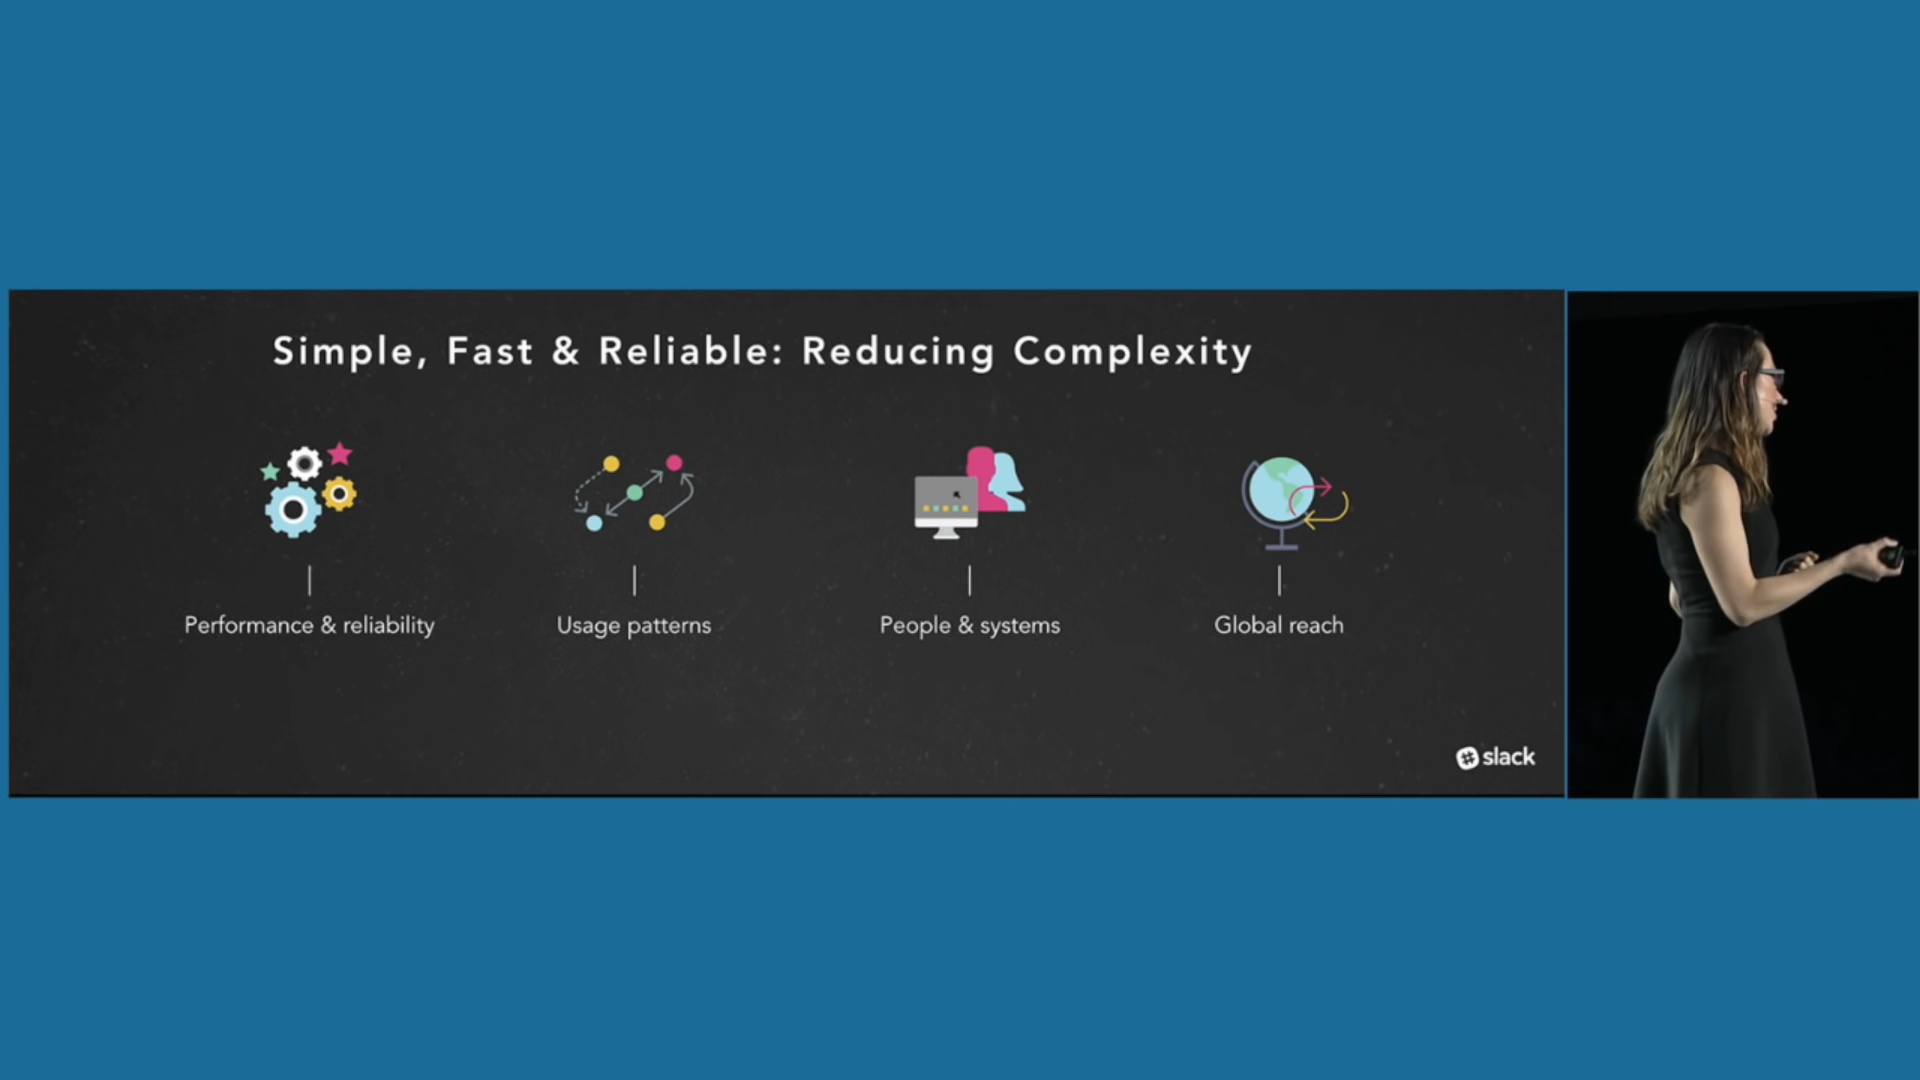 Simple, Fast & Reliable: Reducing Complexity
Performance & reliability
Usage patterns
People & systems
Global reach
slack